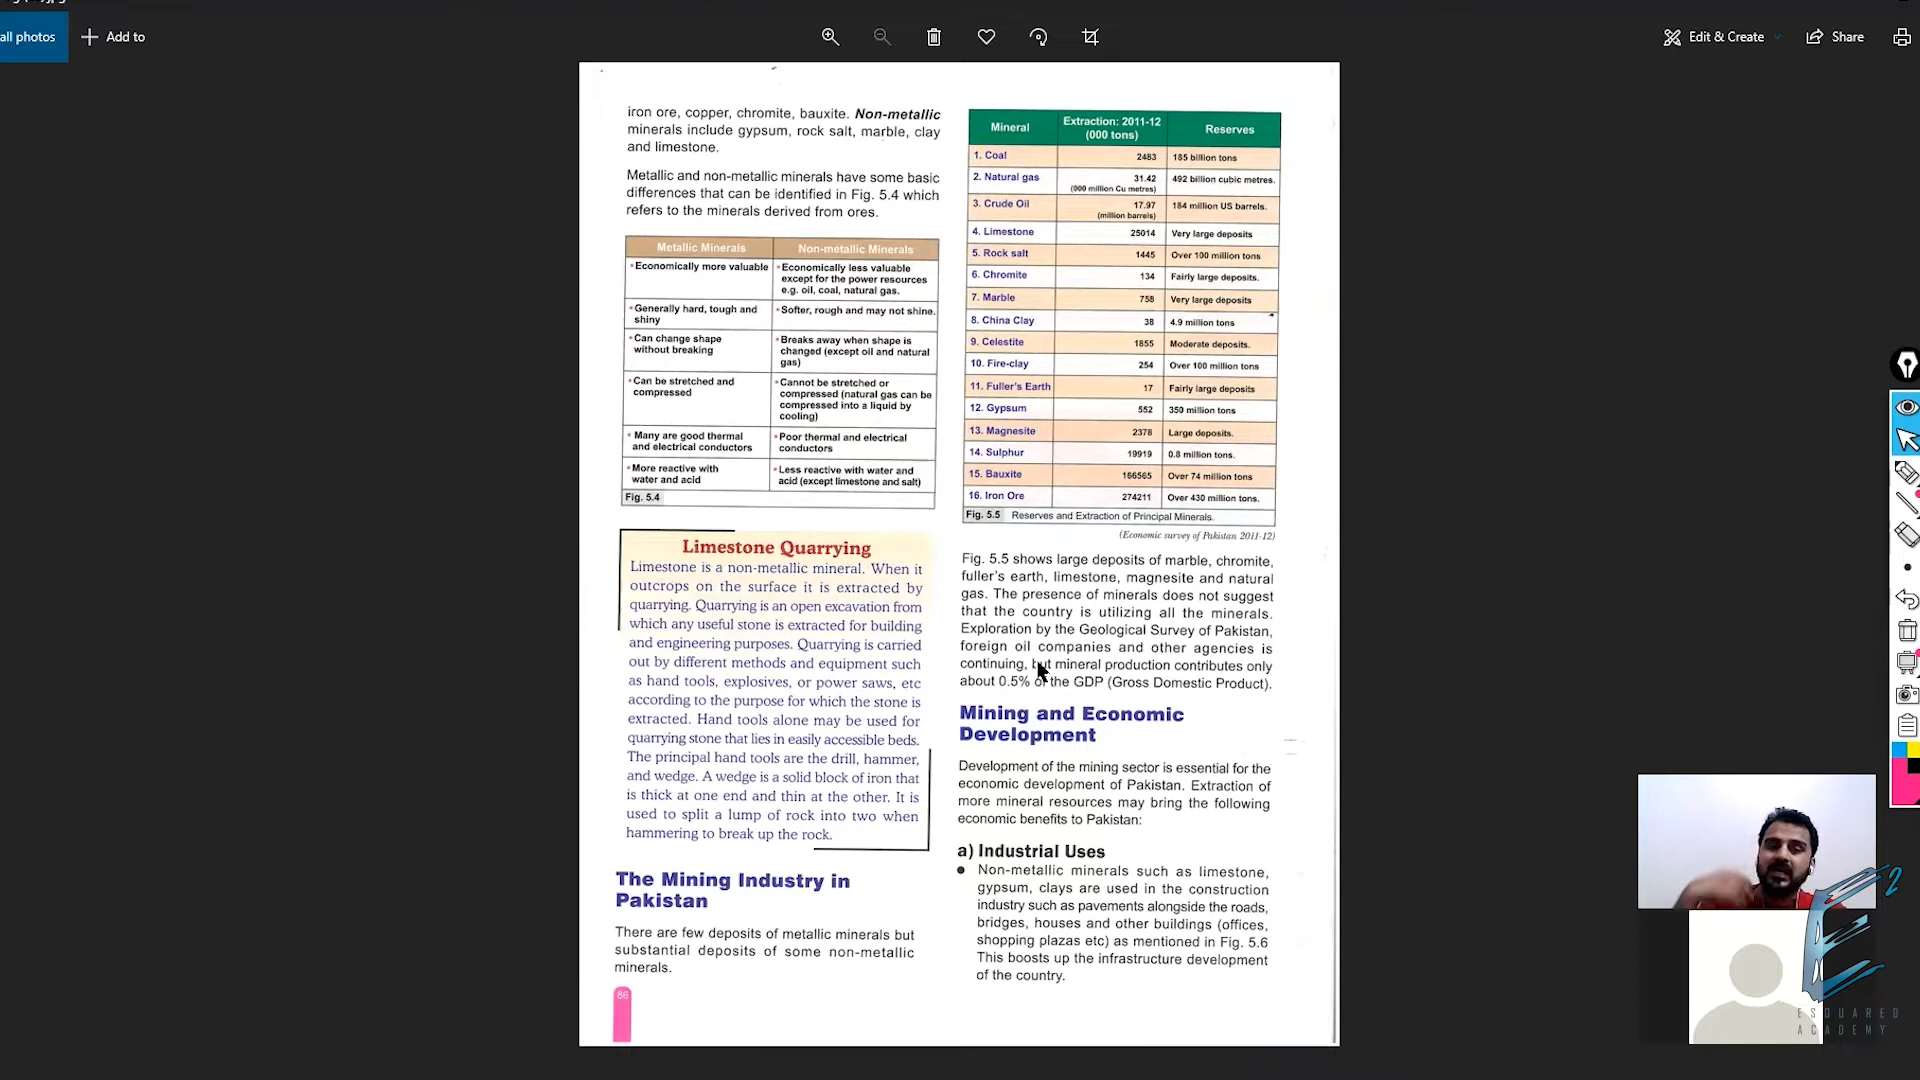 all photos
Add to
Edit & Create
Share
iron ore, copper, chromite, bauxite. Non-metallic
minerals include gypsum, rock salt, marble, clay
and limestone.
Metallic and non-metallic minerals have some basic
differences that can be identified in Fig. 5.4 which
refers to the minerals derived from ores.
Metallic Minerals Non-metallic Minerals
• Economically more valuable • Economically less valuable
except for the power resources
e.g. oil, coal, natural gas.
• Generally hard, tough and • Softer, rough and may not shine.
shiny
• Can change shape • Breaks away when shape is
without breaking changed (except oil and natural
gas)
• Can be stretched and • Cannot be stretched or
compressed compressed (natural gas can be
compressed into a liquid by
cooling)
• Many are good thermal • Poor thermal and electrical
and electrical conductors conductors
• More reactive with • Less reactive with water and
water and acid acid (except limestone and salt)
Fig. 5.4
Limestone Quarrying
Limestone is a non-metallic mineral. When it
outcrops on the surface it is extracted by
quarrying. Quarrying is an open excavation from
which any useful stone is extracted for building
and engineering purposes. Quarrying is carried
out by different methods and equipment such
as hand tools, explosives, or power saws, etc
according to the purpose for which the stone is
extracted. Hand tools alone may be used for
quarrying stone that lies in easily accessible beds.
The principal hand tools are the drill, hammer,
and wedge. A wedge is a solid block of iron that
is thick at one end and thin at the other. It is
used to split a lump of rock into two when
hammering to break up the rock.
The Mining Industry in
Pakistan
There are few deposits of metallic minerals but
substantial deposits of some non-metallic
minerals.
86
Mineral Extraction: 2011-12 Reserves
(000 tons)
1. Coal 2483 185 billion tons
2. Natural gas 31.42 492 billion cubic metres.
(000 million Cu metres)
3. Crude Oil 17.97 184 million US barrels.
(million barrels)
4. Limestone 25014 Very large deposits
5. Rock salt 1445 Over 100 million tons
6. Chromite 134 Fairly large deposits.
7. Marble 758 Very large deposits
8. China Clay 38 4.9 million tons
9. Celestite 1855 Moderate deposits.
10. Fire-clay 254 Over 100 million tons
11. Fuller's Earth 17 Fairly large deposits
12. Gypsum 552 350 million tons
13. Magnesite 2378 Large deposits.
14. Sulphur 19919 0.8 million tons.
15. Bauxite 166565 Over 74 million tons
16. Iron Ore 274211 Over 430 million tons.
Fig. 5.5 Reserves and Extraction of Principal Minerals.
(Economic survey of Pakistan 2011-12)
Fig. 5.5 shows large deposits of marble, chromite,
fuller's earth, limestone, magnesite and natural
gas. The presence of minerals does not suggest
that the country is utilizing all the minerals.
Exploration by the Geological Survey of Pakistan,
foreign oil companies and other agencies is
continuing, but mineral production contributes only
about 0.5% of the GDP (Gross Domestic Product).
Mining and Economic
Development
Development of the mining sector is essential for the
economic development of Pakistan. Extraction of
more mineral resources may bring the following
economic benefits to Pakistan:
a) Industrial Uses
• Non-metallic minerals such as limestone,
gypsum, clays are used in the construction
industry such as pavements alongside the roads,
bridges, houses and other buildings (offices,
shopping plazas etc) as mentioned in Fig. 5.6
This boosts up the infrastructure development
of the country.
E2
ESQUARED
ACADEMY